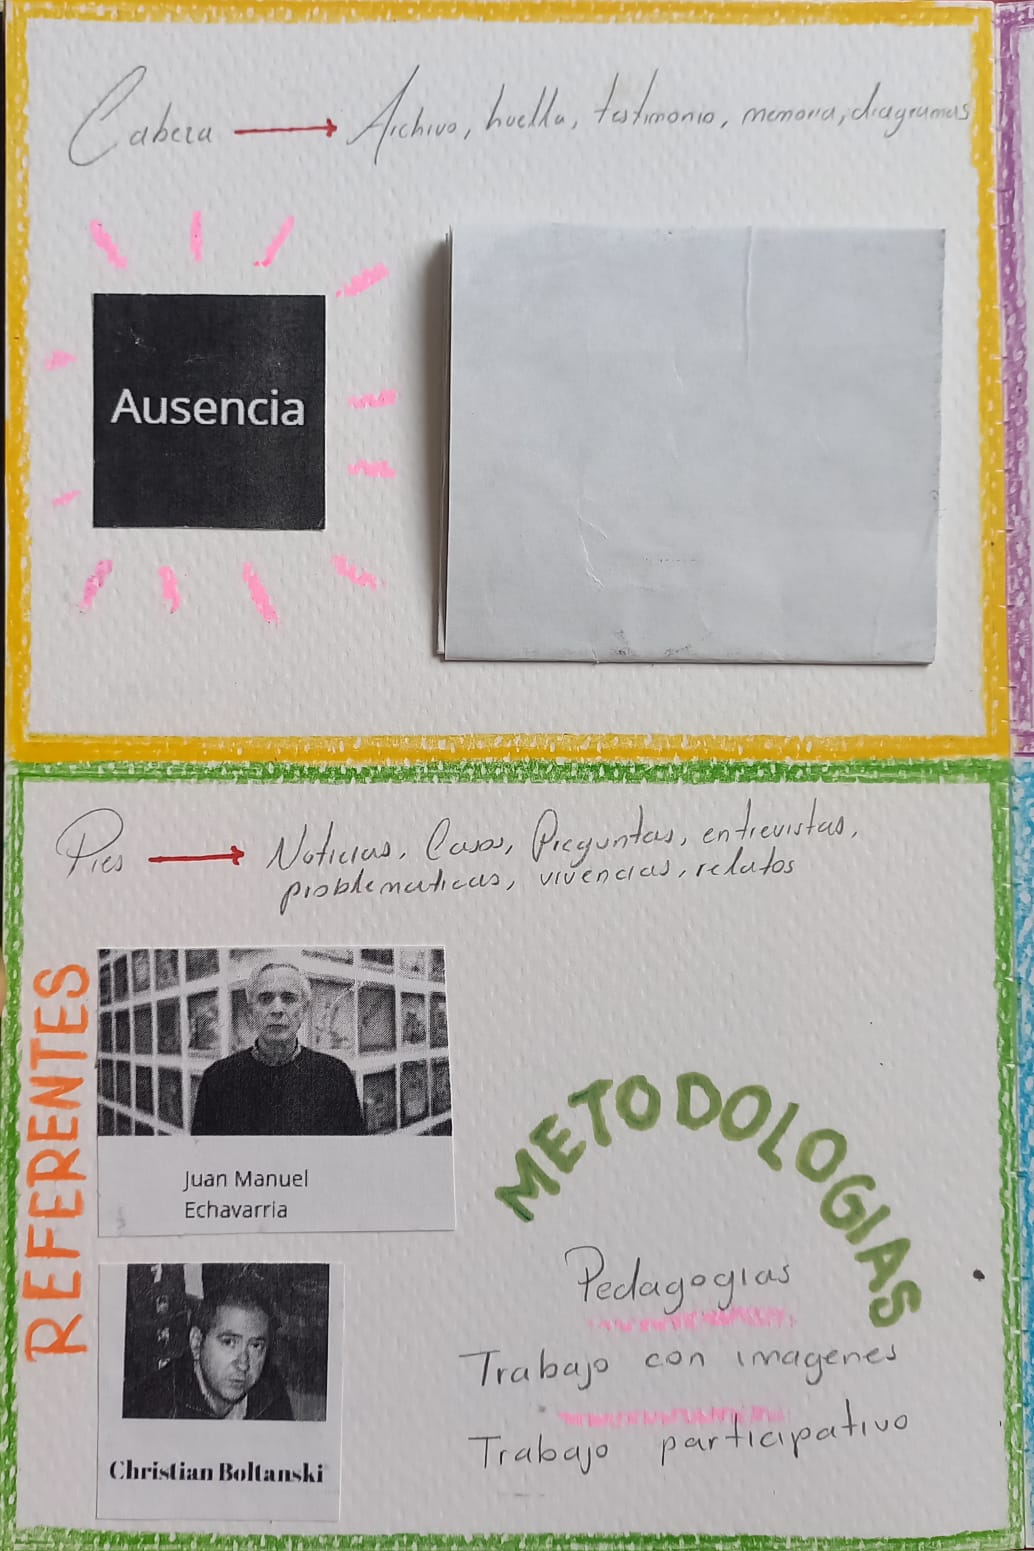 Cabeza → Archivo, huella, testimonio, memoria, diagramas
Ausencia
Pies → Noticias, Casos, Preguntas, entrevistas,
problematicas, vivencias, relatos
REFERENTES
Juan Manuel
Echavarria
Christian Boltanski
METODOLOGIAS
Pedagogias
Trabajo con imagenes
Trabajo participativo